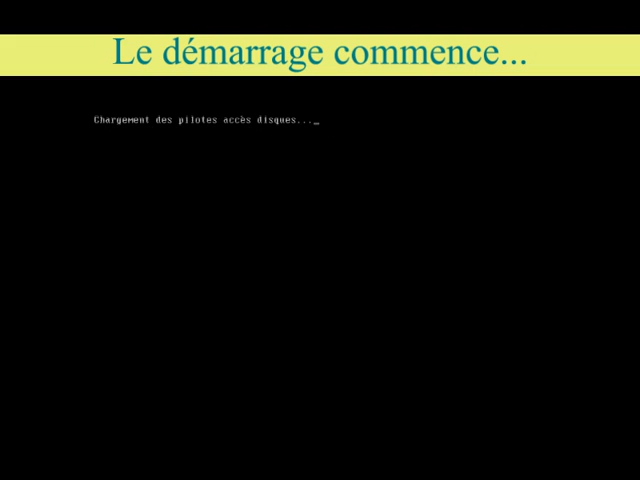 Le démarrage commence...
Chargement des pilotes accès disques..._